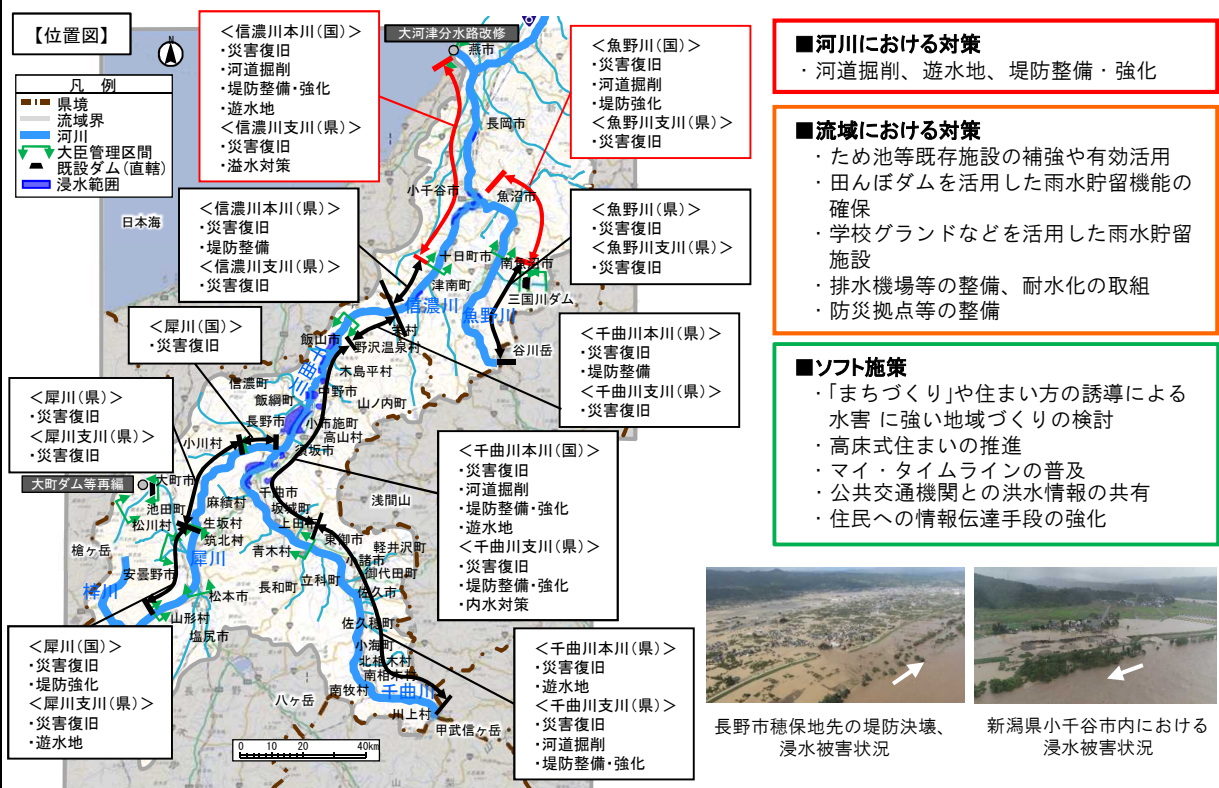 【位置図】
凡 例
県境
流域界
河川
大臣管理区間
既設ダム(直轄)
浸水範囲
日本海
大河津分水路改修
燕市
<信濃川本川(国)>
・災害復旧
・河道掘削
・堤防整備・強化
・遊水地
<信濃川支川(県)>
・災害復旧
・溢水対策
<魚野川(国)>
・災害復旧
・河道掘削
・堤防強化
<魚野川支川(県)>
・災害復旧
<信濃川本川(県)>
・災害復旧
・堤防整備
<信濃川支川(県)>
・災害復旧
<魚野川(県)>
・災害復旧
<魚野川支川(県)>
・災害復旧
<犀川(国)>
・災害復旧
<千曲川本川(県)>
・災害復旧
・堤防整備
<千曲川支川(県)>
・災害復旧
<犀川(県)>
・災害復旧
<犀川支川(県)>
・災害復旧
<千曲川本川(国)>
・災害復旧
・河道掘削
・堤防整備・強化
・遊水地
<千曲川支川(県)>
・災害復旧
・堤防整備・強化
・内水対策
<犀川(国)>
・災害復旧
・堤防強化
<犀川支川(県)>
・災害復旧
・遊水地
<千曲川本川(県)>
・災害復旧
・遊水地
<千曲川支川(県)>
・災害復旧
・河道掘削
・堤防整備・強化
長岡市
小千谷市
魚沼市
十日町市
南魚沼市
津南町
三国川ダム
信濃川
魚野川
栄村
谷川岳
飯山市
野沢温泉村
千曲川
木島平村
信濃町
中野市
飯綱町
山ノ内町
長野市
小布施町
高山村
小川村
須坂市
大町ダム等再編
大町市
千曲市
浅間山
麻績村
坂城町
池田町
生坂村
上田市
松川村
筑北村
東御市
軽井沢町
槍ヶ岳
犀川
青木村
小諸市
御代田町
安曇野市
長和町
立科町
佐久市
梓川
松本市
山形村
佐久穂町
塩尻市
小海町
北相木村
南相木村
南牧村
千曲川
八ヶ岳
川上村
甲武信ヶ岳
0 10 20 40km
■河川における対策
・河道掘削、遊水地、堤防整備・強化
■流域における対策
・ため池等既存施設の補強や有効活用
・田んぼダムを活用した雨水貯留機能の
確保
・学校グランドなどを活用した雨水貯留
施設
・排水機場等の整備、耐水化の取組
・防災拠点等の整備
■ソフト施策
・「まちづくり」や住まい方の誘導による
水害 に強い地域づくりの検討
・高床式住まいの推進
・マイ・タイムラインの普及
・公共交通機関との洪水情報の共有
・住民への情報伝達手段の強化
長野市穂保地先の堤防決壊、
浸水被害状況
新潟県小千谷市内における
浸水被害状況